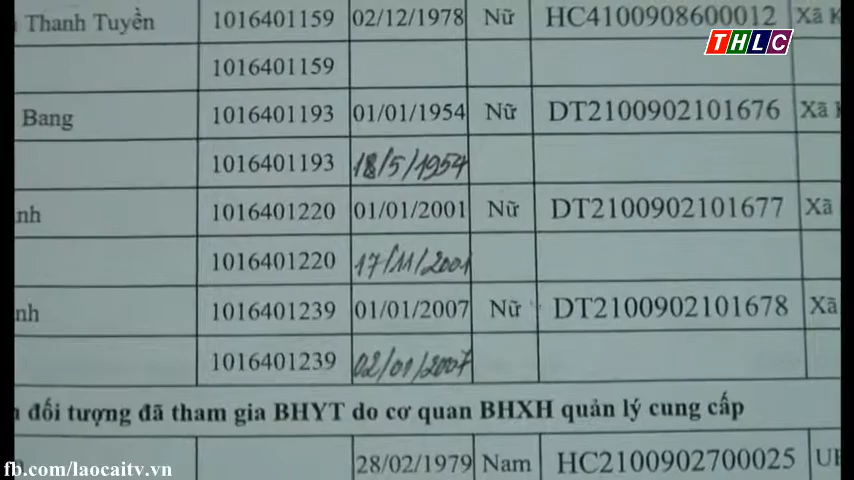 Thanh Tuyền 1016401159 02/12/1978 Nữ HC4100908600012 Xã
THLC
1016401159
Bang 1016401193 01/01/1954 Nữ DT2100902101676 Xã
1016401193 18/5/1954
nh 1016401220 01/01/2001 Nữ DT2100902101677 Xã
1016401220 17/11/2001
nh 1016401239 01/01/2007 Nữ DT2100902101678 Xã
1016401239 02/01/2007
đối tượng đã tham gia BHYT do cơ quan BHXH quản lý cung cấp
28/02/1979 Nam HC2100902700025 UB
fb.com/laocaitv.vn